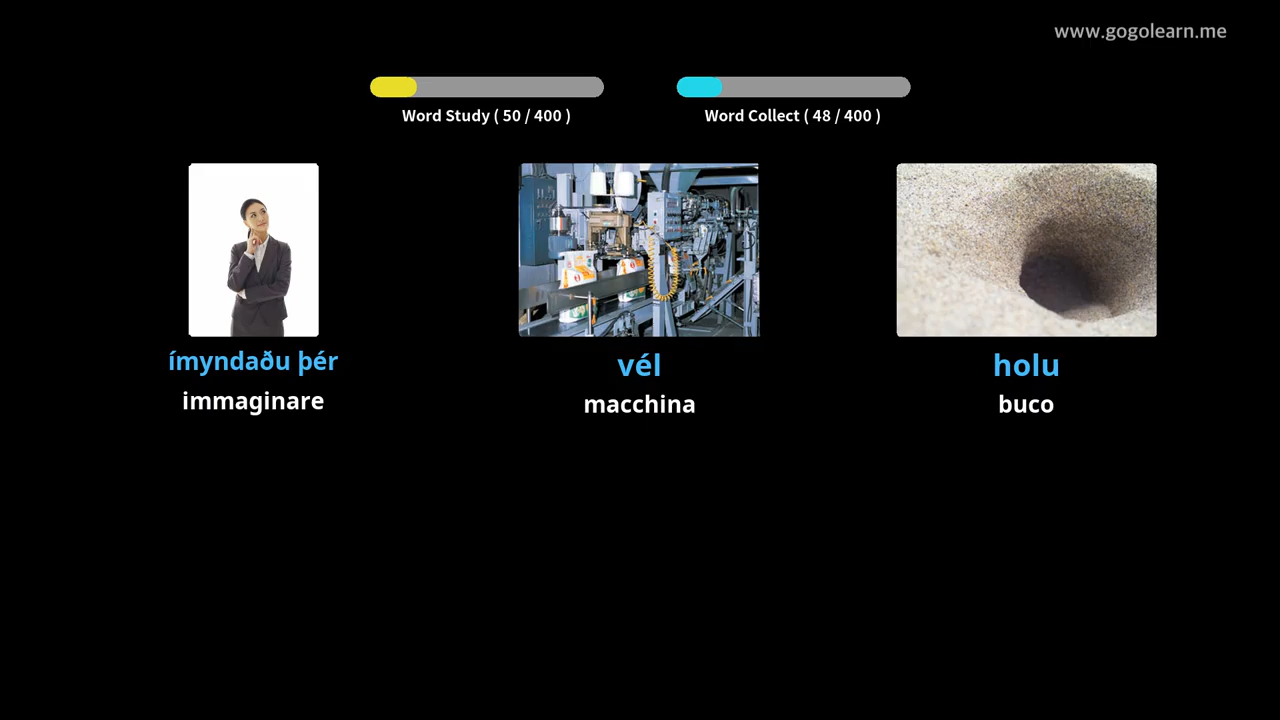 www.gogolearn.me
Word Study ( 50 / 400 )
Word Collect ( 48 / 400 )
ímyndaðu þér
immaginare
vél
macchina
holu
buco